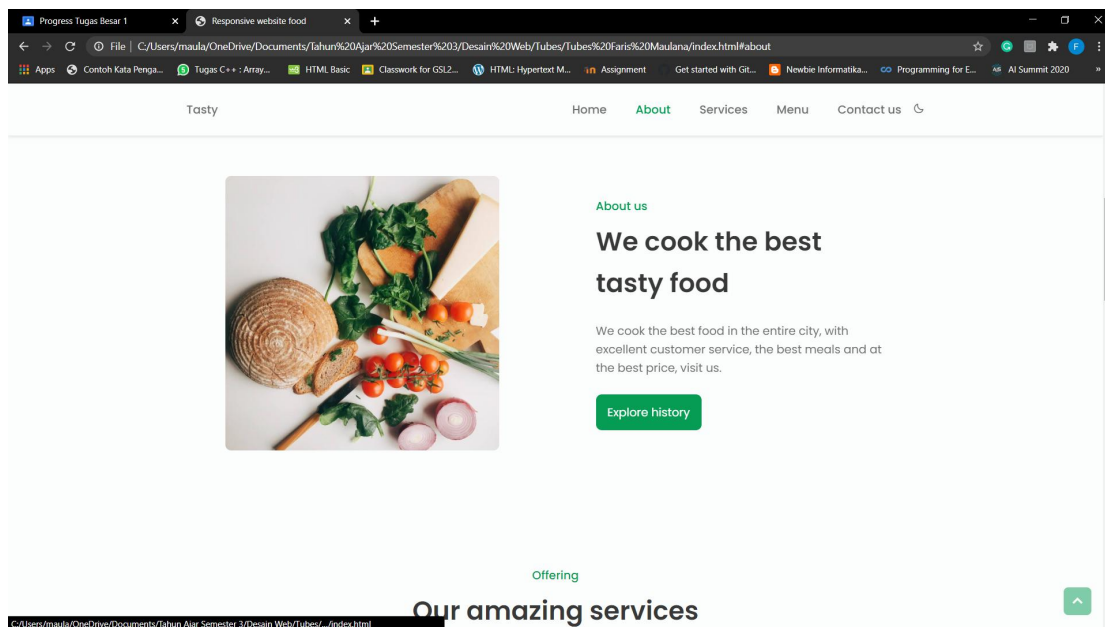 Progress Tugas Besar 1
Responsive website food
File | C:/Users/maula/OneDrive/Documents/Tahun%20Ajar%20Semester%203/Desain%20Web/Tubes/Tubes%20Faris%20Maulana/index.html#about
F
Apps
Contoh Kata Penga...
Tugas C++ : Array...
HTML Basic
Classwork for GSL2...
HTML: Hypertext M...
Assignment
Get started with Git...
Newbie Informatika...
Programming for E...
AI Summit 2020
»
Tasty
Home About Services Menu Contact us
About us
We cook the best
tasty food
We cook the best food in the entire city, with
excellent customer service, the best meals and at
the best price, visit us.
Explore history
Offering
Our amazing services
C:/Users/maula/OneDrive/Documents/Tahun Ajar Semester 3/Desain Web/Tubes/.../index.html